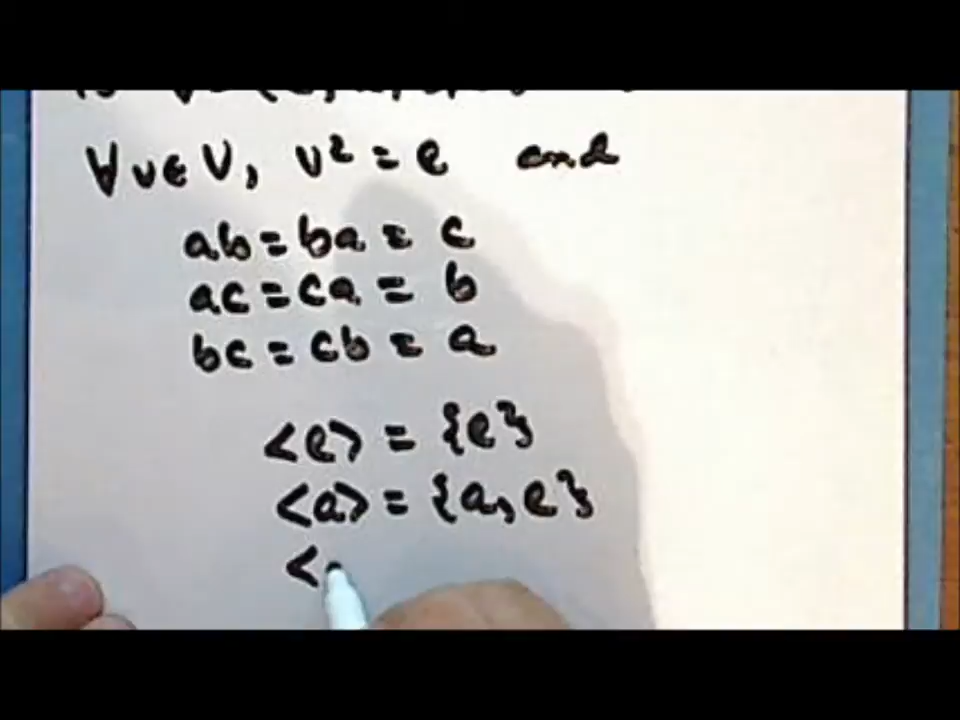 ∀v∈V, v² = e and
ab = ba = c
ac = ca = b
bc = cb = a
<e> = {e}
<a> = {a, e}
<